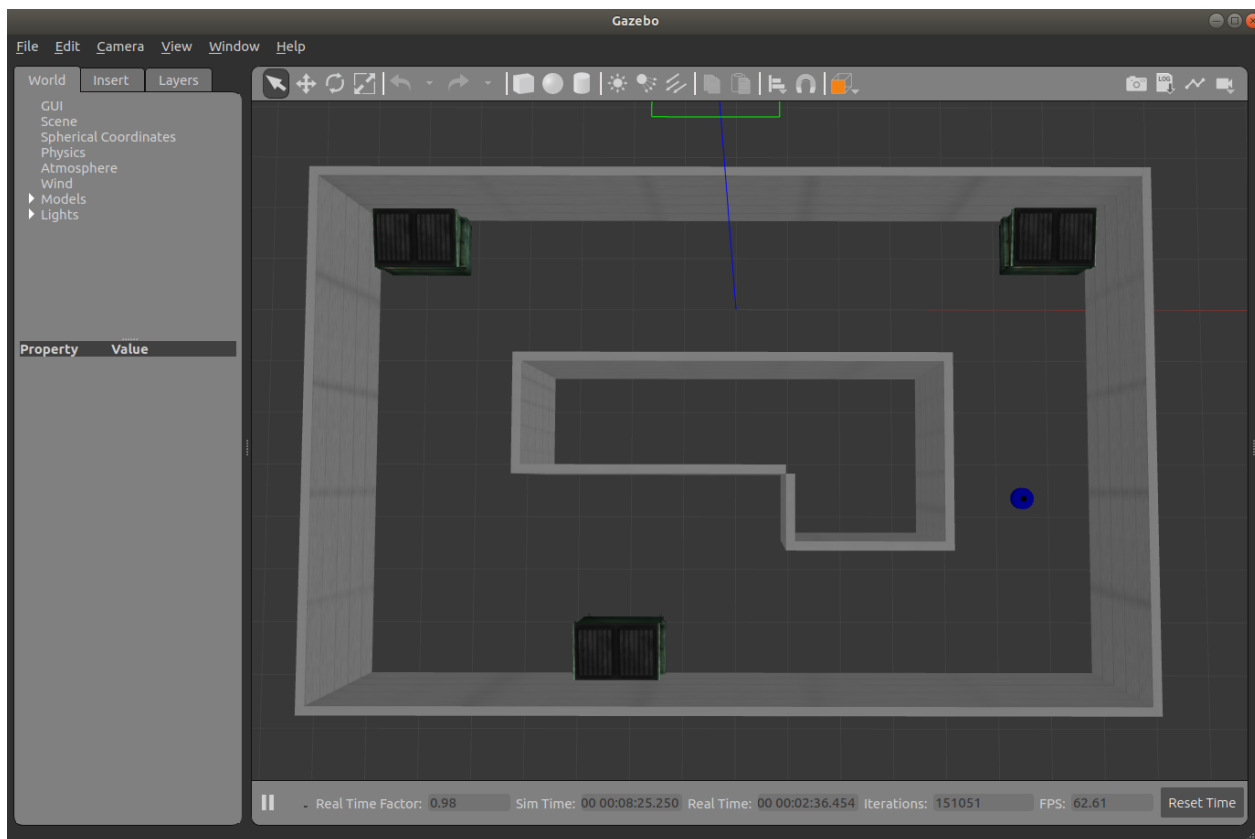 Gazebo
File Edit Camera View Window Help
World Insert Layers
GUI
Scene
Spherical Coordinates
Physics
Atmosphere
Wind
Models
Lights
Property Value
LOG
Real Time Factor: 0.98 Sim Time: 00 00:08:25.250 Real Time: 00 00:02:36.454 Iterations: 151051 FPS: 62.61 Reset Time